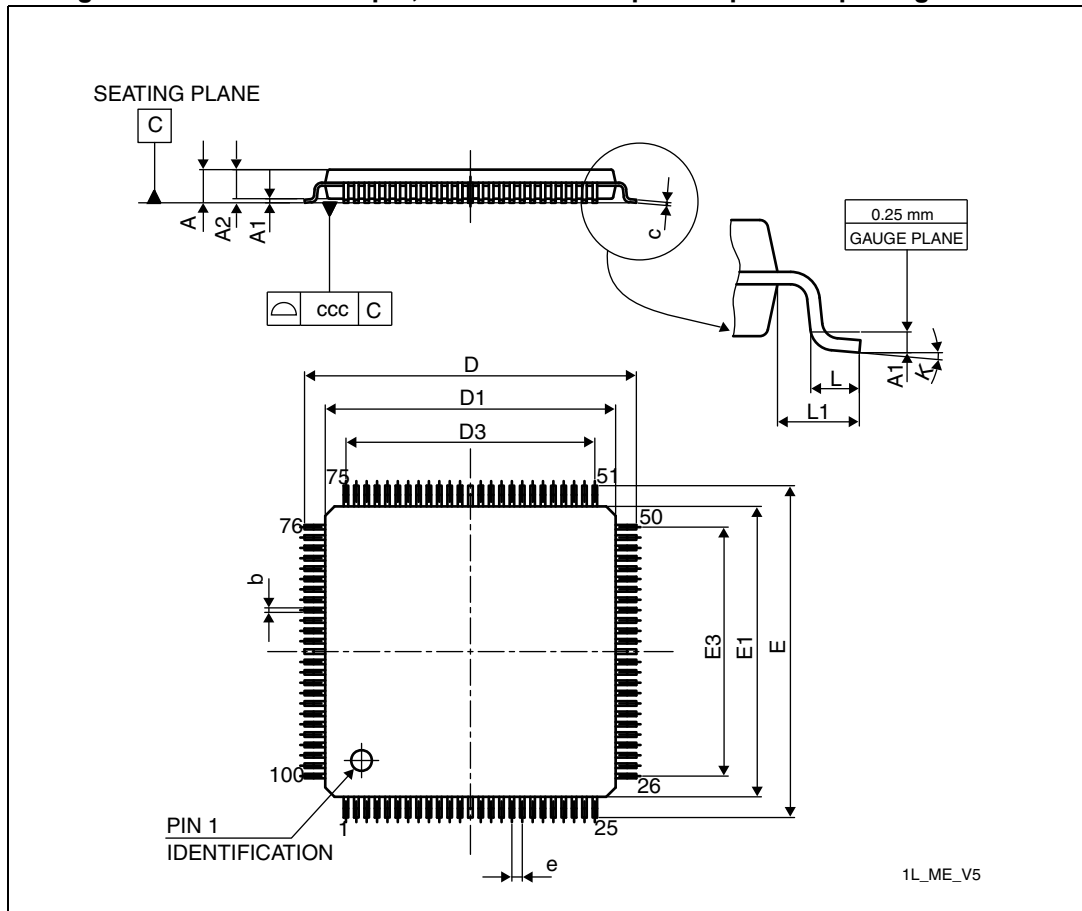 SEATING PLANE
C
A
A2
A1
c
ccc C
0.25 mm
GAUGE PLANE
A1
K
L
L1
D
D1
D3
75
51
76
50
b
E3
E1
E
100
26
PIN 1
IDENTIFICATION
1
25
e
1L_ME_V5